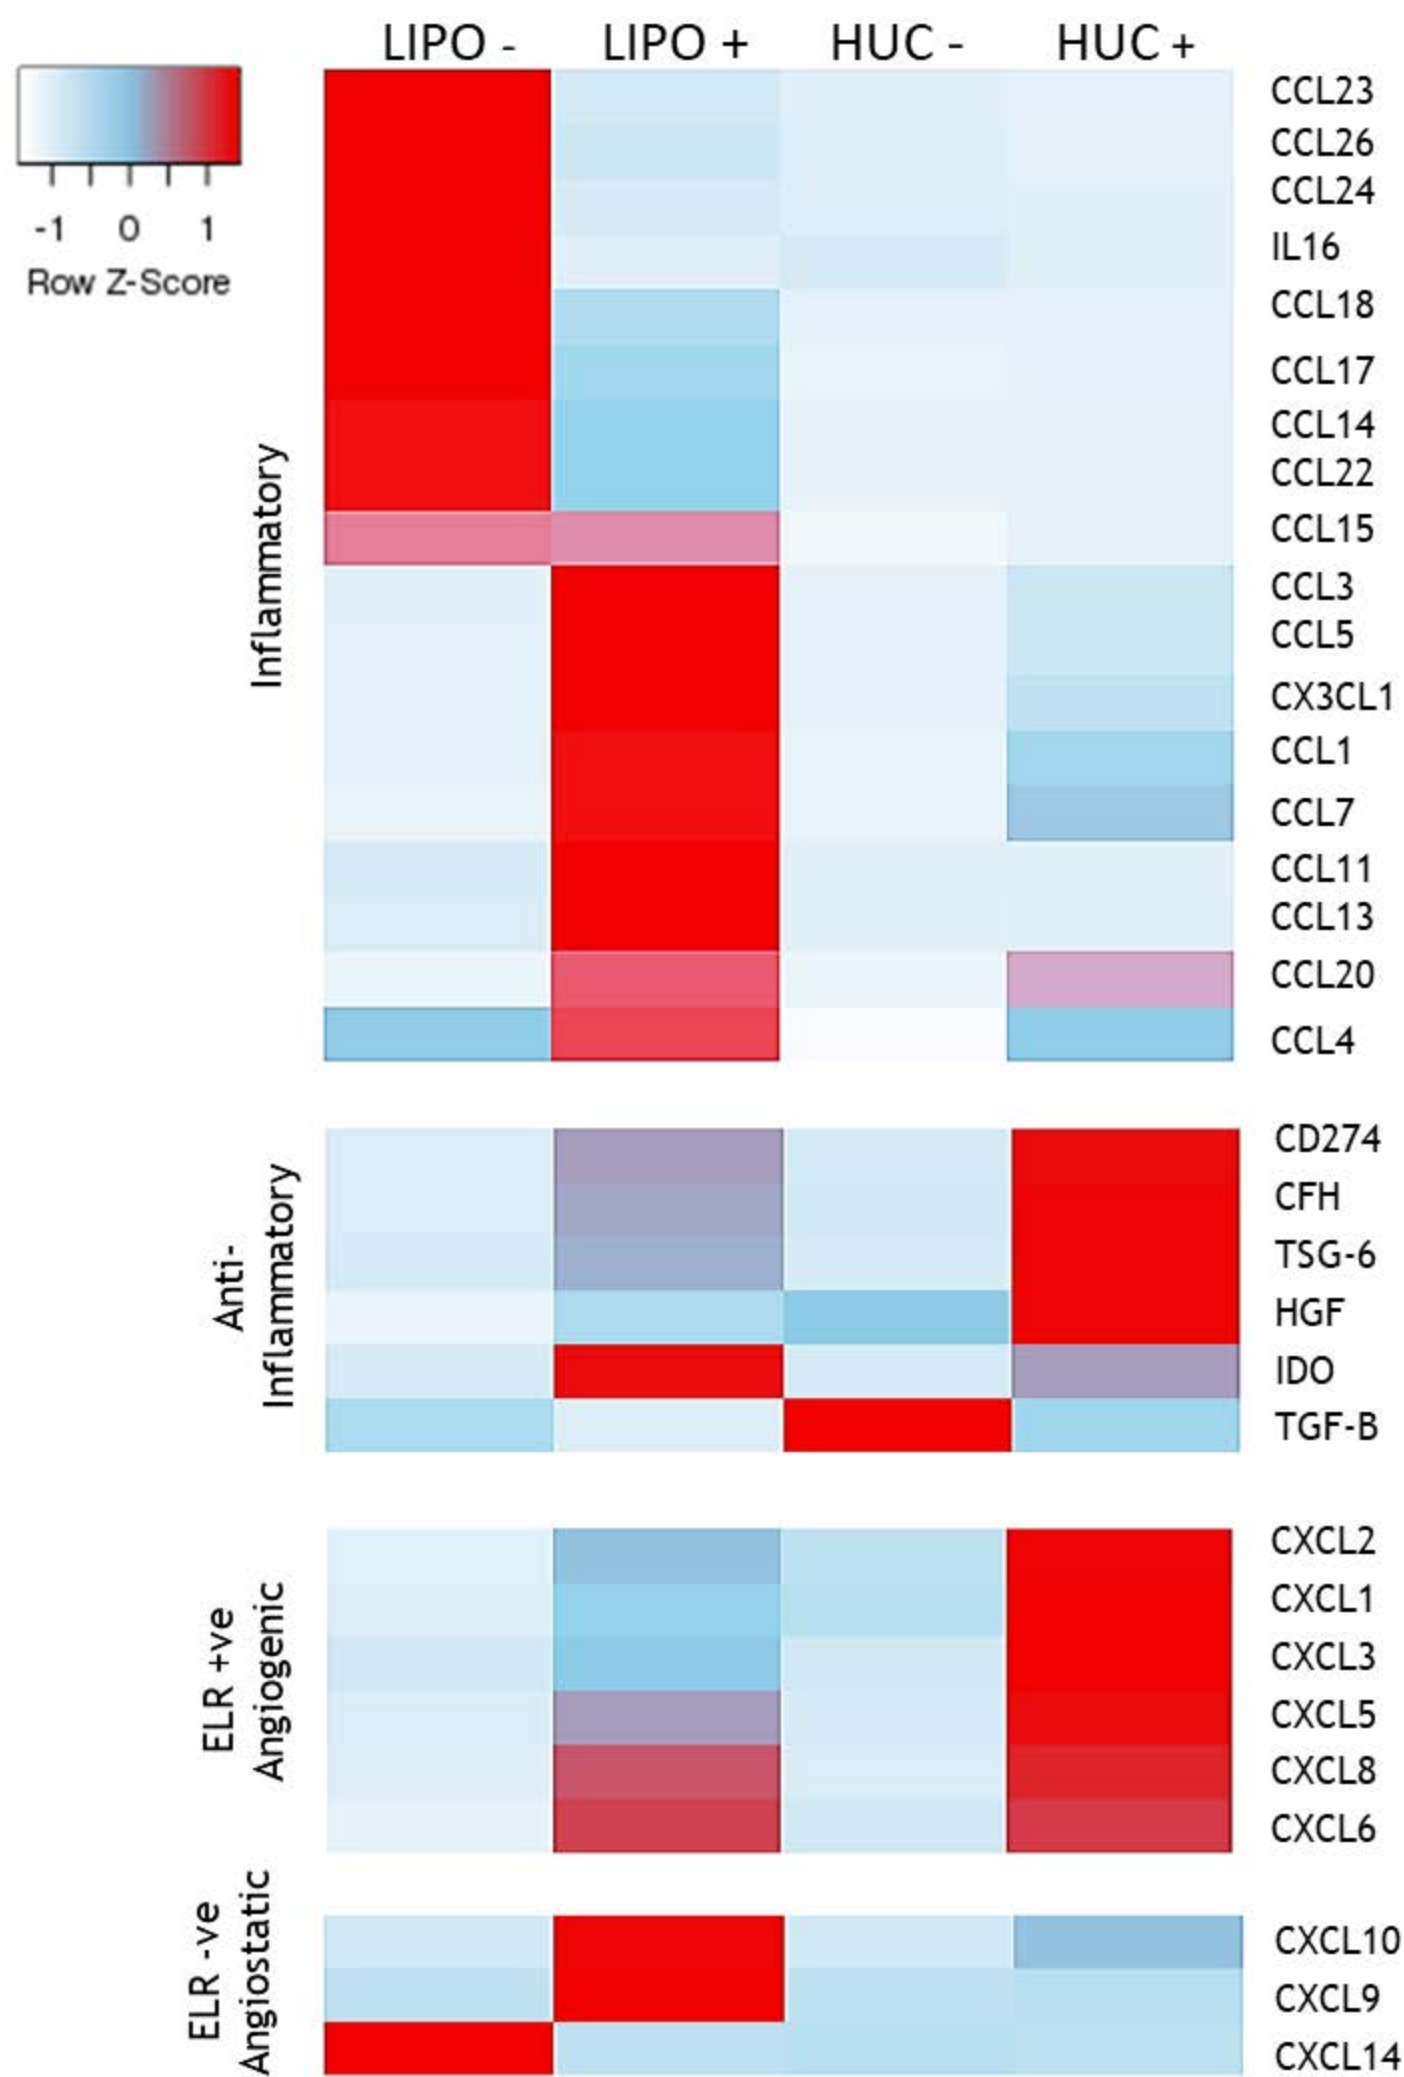 LIPO -
LIPO +
HUC -
HUC +
-1
0
1
Row Z-Score
Inflammatory
CCL23
CCL26
CCL24
IL16
CCL18
CCL17
CCL14
CCL22
CCL15
CCL3
CCL5
CX3CL1
CCL1
CCL7
CCL11
CCL13
CCL20
CCL4
Anti-
Inflammatory
CD274
CFH
TSG-6
HGF
IDO
TGF-B
ELR +ve
Angiogenic
CXCL2
CXCL1
CXCL3
CXCL5
CXCL8
CXCL6
ELR -ve
Angiostatic
CXCL10
CXCL9
CXCL14